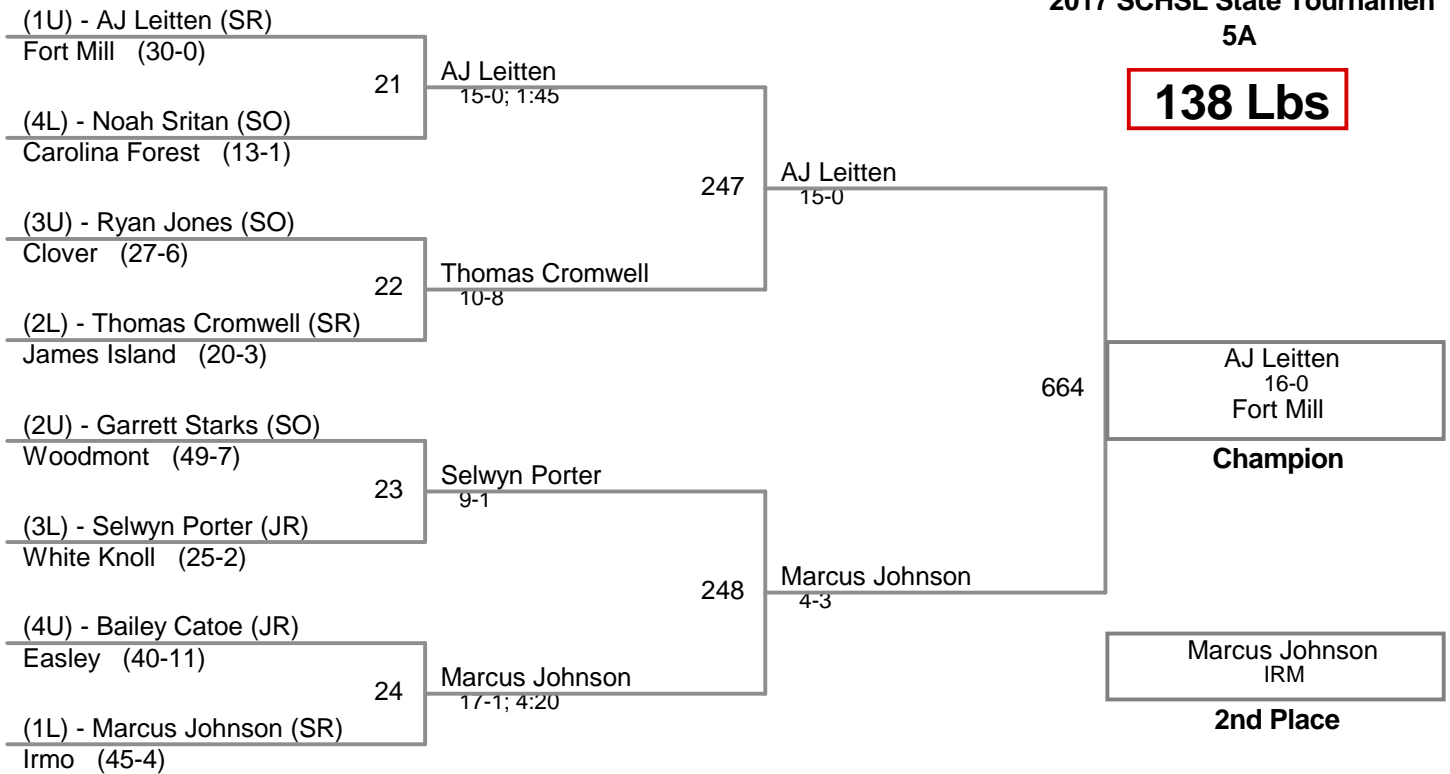 2017 SCHSL State Tournamen
5A
138 Lbs
(1U) - AJ Leitten (SR)
Fort Mill (30-0)
21
AJ Leitten
15-0; 1:45
(4L) - Noah Sritan (SO)
Carolina Forest (13-1)
247
AJ Leitten
15-0
(3U) - Ryan Jones (SO)
Clover (27-6)
22
Thomas Cromwell
10-8
(2L) - Thomas Cromwell (SR)
James Island (20-3)
664
AJ Leitten
16-0
Fort Mill
Champion
(2U) - Garrett Starks (SO)
Woodmont (49-7)
23
Selwyn Porter
9-1
(3L) - Selwyn Porter (JR)
White Knoll (25-2)
248
Marcus Johnson
4-3
(4U) - Bailey Catoe (JR)
Easley (40-11)
24
Marcus Johnson
17-1; 4:20
(1L) - Marcus Johnson (SR)
Irmo (45-4)
Marcus Johnson
IRM
2nd Place